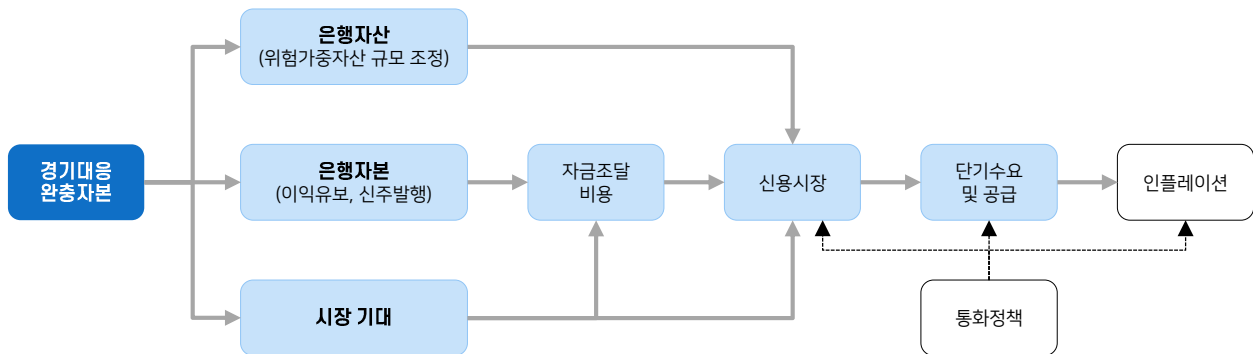 은행자산
(위험가중자산 규모 조정)
경기대응
완충자본
은행자본
(이익유보, 신주발행)
자금조달
비용
신용시장
단기수요
및 공급
인플레이션
시장 기대
통화정책